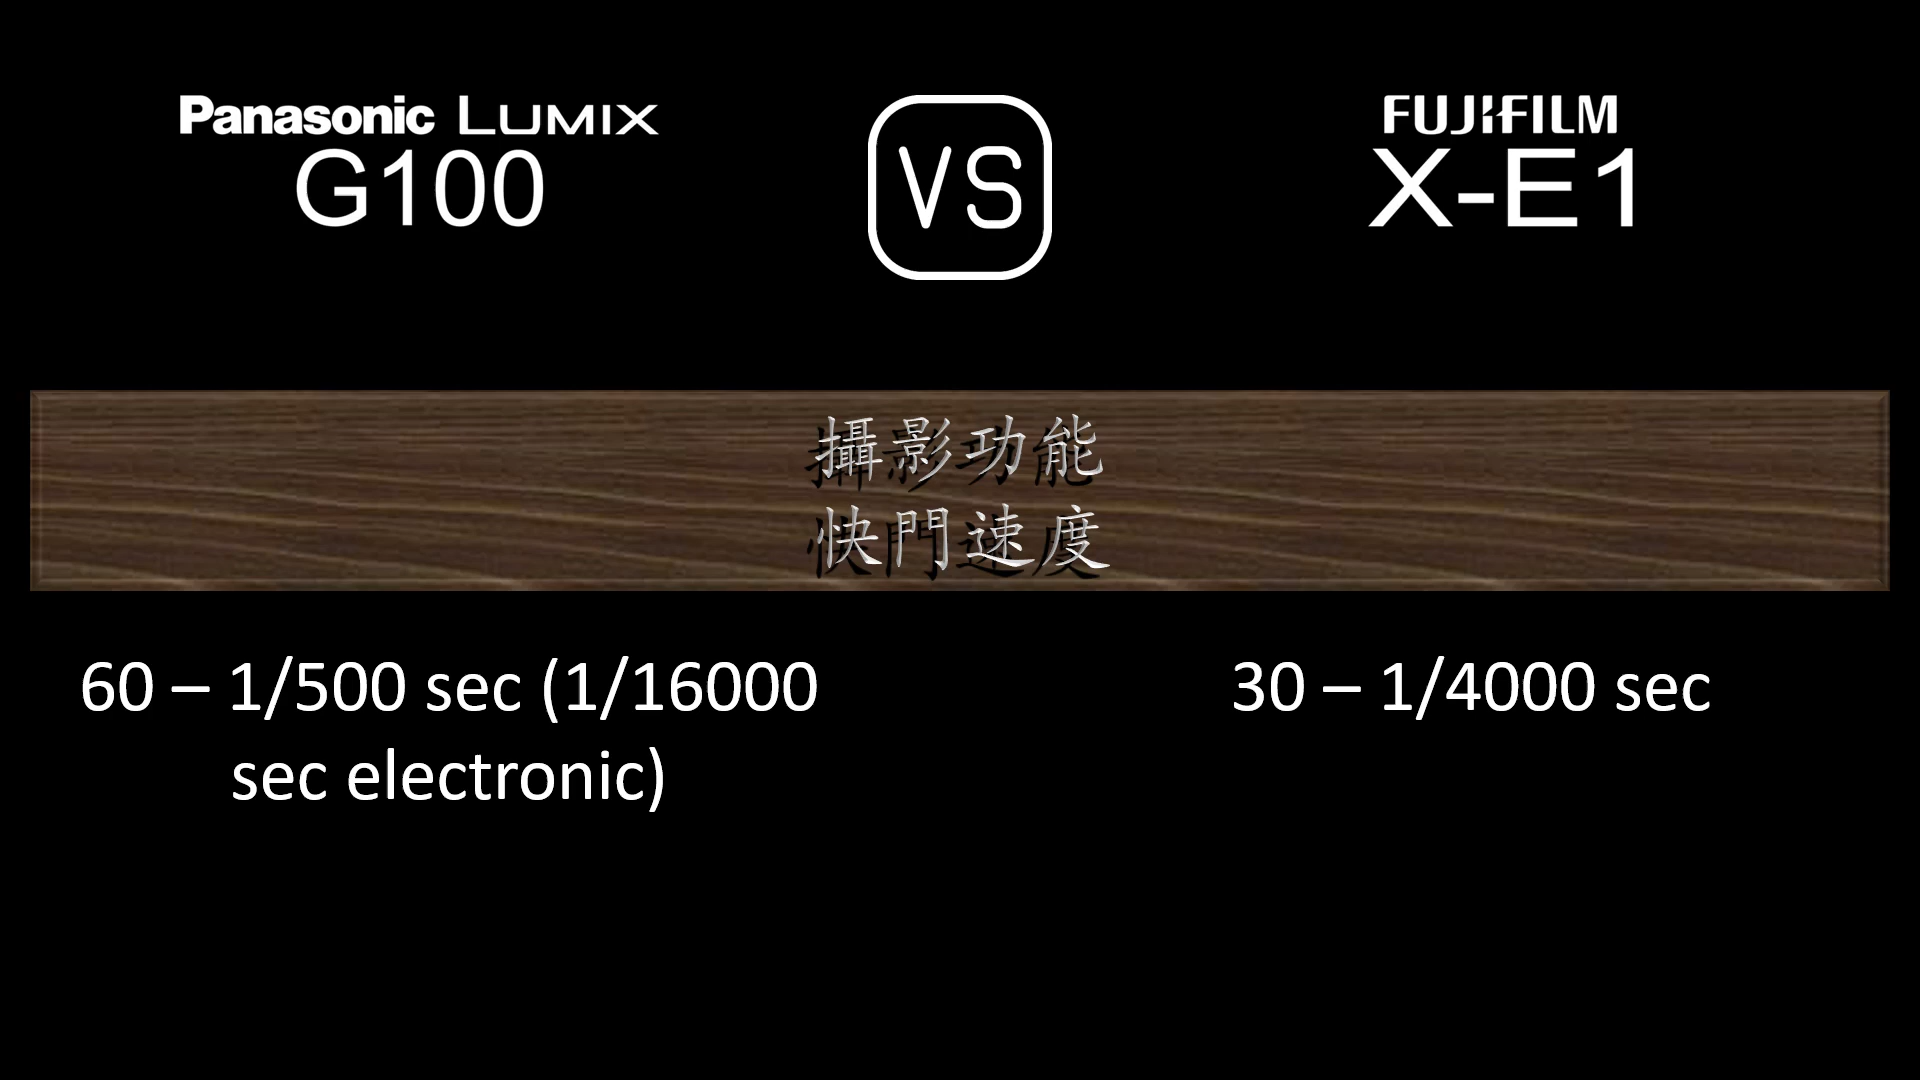 Panasonic LUMIX
G100
VS
FUJIFILM
X-E1
攝影功能
快門速度
60 – 1/500 sec (1/16000
sec electronic)
30 – 1/4000 sec